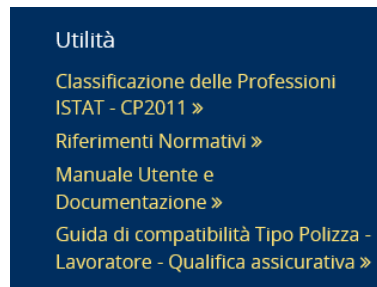 Utilità
Classificazione delle Professioni
ISTAT - CP2011 »
Riferimenti Normativi »
Manuale Utente e
Documentazione »
Guida di compatibilità Tipo Polizza -
Lavoratore - Qualifica assicurativa »